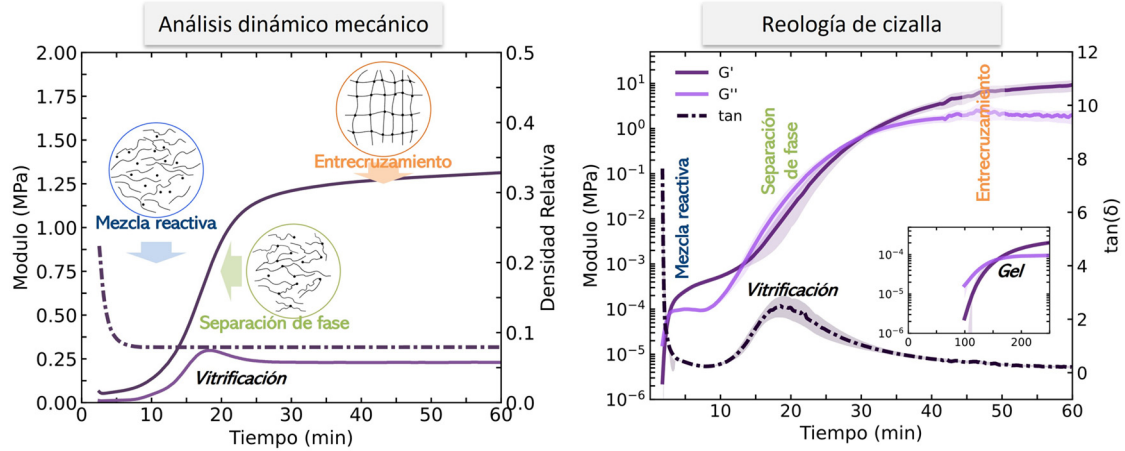 Análisis dinámico mecánico
2.00
1.75
1.50
1.25
1.00
0.75
0.50
0.25
0.00
Modulo (MPa)
0
10
20
30
40
50
60
Tiempo (min)
0.5
0.4
0.3
0.2
0.1
0.0
Densidad Relativa
Mezcla reactiva
Entrecruzamiento
Separación de fase
Vitrificación
Reología de cizalla
10¹
10⁰
10⁻¹
10⁻²
10⁻³
10⁻⁴
10⁻⁵
10⁻⁶
Modulo (MPa)
G'
G''
tan
Mezcla reactiva
Separación
de fase
Entrecruzamiento
Vitrificación
10⁻⁴
10⁻⁵
10⁻⁶
Gel
0
100
200
0
10
20
30
40
50
60
Tiempo (min)
12
10
8
6
4
2
0
tan(δ)